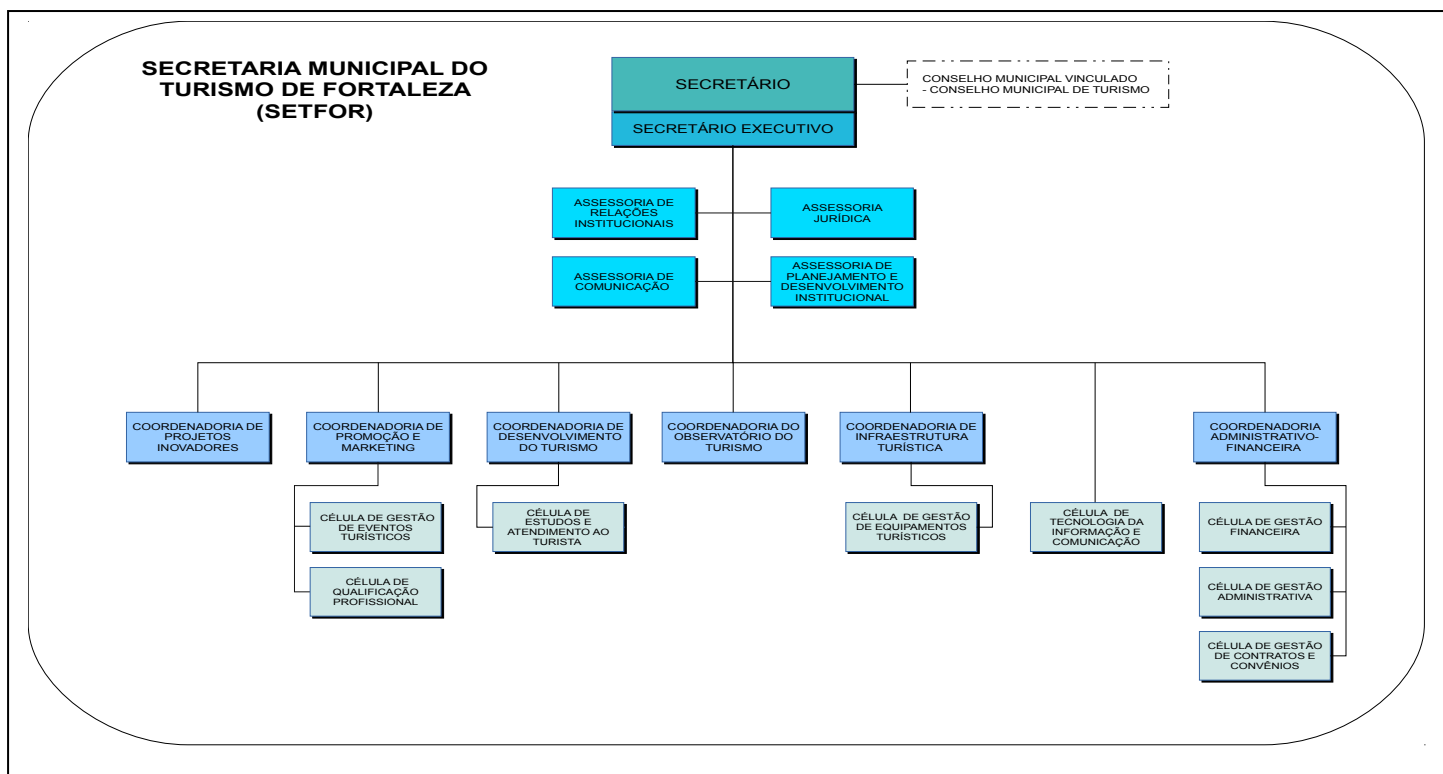 SECRETARIA MUNICIPAL DO
TURISMO DE FORTALEZA
(SETFOR)
SECRETÁRIO
SECRETÁRIO EXECUTIVO
CONSELHO MUNICIPAL VINCULADO
- CONSELHO MUNICIPAL DE TURISMO
ASSESSORIA DE
RELAÇÕES
INSTITUCIONAIS
ASSESSORIA
JURÍDICA
ASSESSORIA DE
COMUNICAÇÃO
ASSESSORIA DE
PLANEJAMENTO E
DESENVOLVIMENTO
INSTITUCIONAL
COORDENADORIA DE
PROJETOS
INOVADORES
COORDENADORIA DE
PROMOÇÃO E
MARKETING
COORDENADORIA DE
DESENVOLVIMENTO
DO TURISMO
COORDENADORIA DO
OBSERVATÓRIO DO
TURISMO
COORDENADORIA DE
INFRAESTRUTURA
TURÍSTICA
COORDENADORIA
ADMINISTRATIVO-
FINANCEIRA
CÉLULA DE GESTÃO
DE EVENTOS
TURÍSTICOS
CÉLULA DE
ESTUDOS E
ATENDIMENTO AO
TURISTA
CÉLULA DE GESTÃO
DE EQUIPAMENTOS
TURÍSTICOS
CÉLULA DE
TECNOLOGIA DA
INFORMAÇÃO E
COMUNICAÇÃO
CÉLULA DE GESTÃO
FINANCEIRA
CÉLULA DE
QUALIFICAÇÃO
PROFISSIONAL
CÉLULA DE GESTÃO
ADMINISTRATIVA
CÉLULA DE GESTÃO
DE CONTRATOS E
CONVÊNIOS